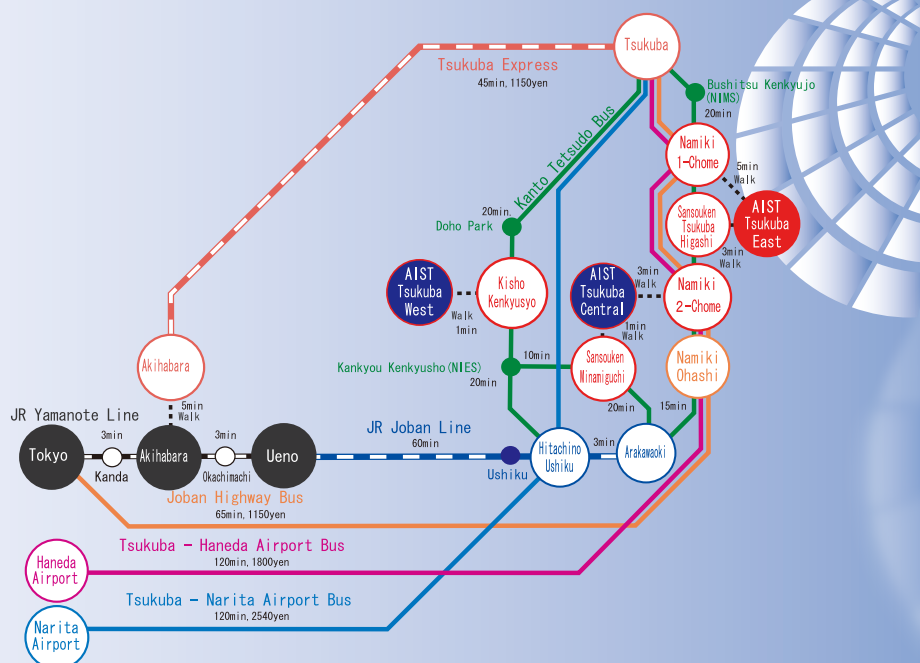 Tsukuba
Tsukuba Express
45min, 1150yen
Bushitsu Kenkyujo
(NIMS)
20min
Kanto Tetsudo Bus
Namiki
1-Chome
5min
Walk
20min.
Doho Park
Sansouken
Tsukuba
Higashi
AIST
Tsukuba
East
3min
Walk
AIST
Tsukuba
West
Walk
1min
Kisho
Kenkyusyo
AIST
Tsukuba
Central
3min
Walk
Namiki
2-Chome
1min
Walk
Akihabara
Kankyou Kenkyusho(NIES)
20min
10min
Sansouken
Minamiguchi
Namiki
Ohashi
5min
Walk
20min
15min
JR Yamanote Line
JR Joban Line
60min
Tokyo
3min
Kanda
Akihabara
3min
Okachimachi
Ueno
Ushiku
Hitachino
Ushiku
3min
Arakawaoki
Joban Highway Bus
65min, 1150yen
Haneda
Airport
Tsukuba - Haneda Airport Bus
120min, 1800yen
Narita
Airport
Tsukuba - Narita Airport Bus
120min, 2540yen